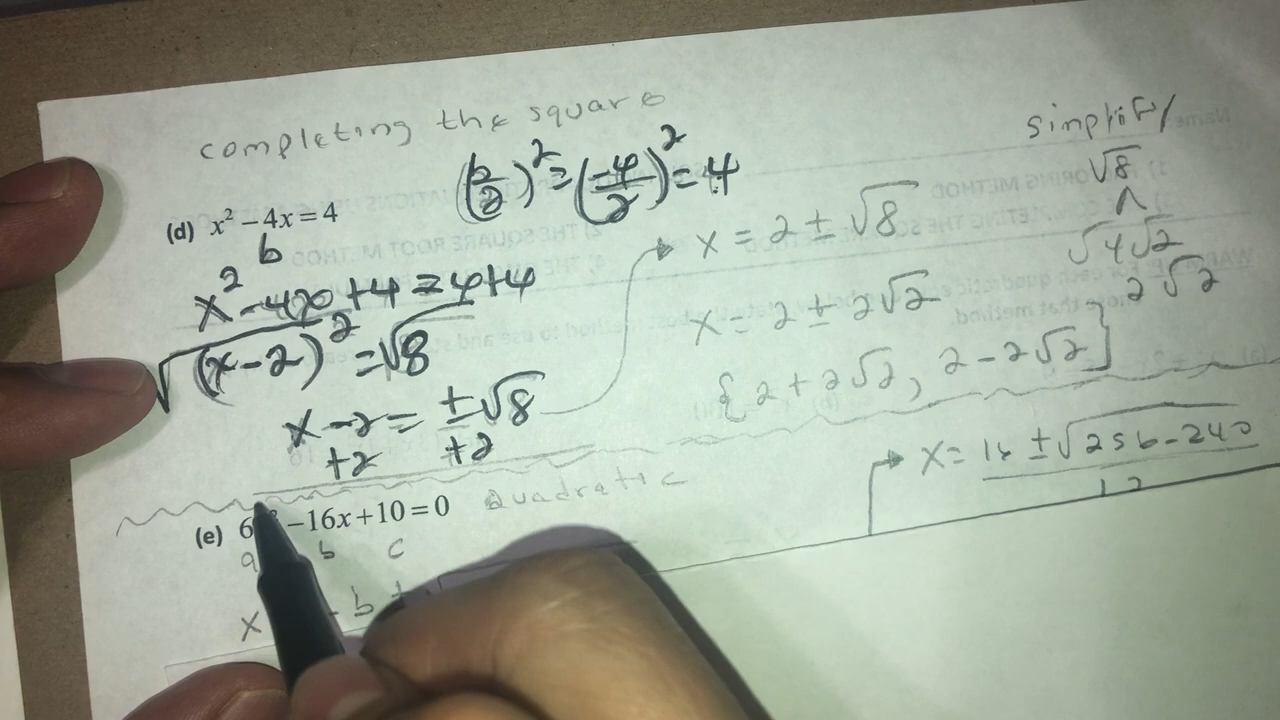 completing the square
(b/2)² = (-4/2)² = 4
(d) x² − 4x = 4
b
x² - 4x + 4 = 4 + 4
√(x-2)² = √8
x - 2 = ±√8
+2 +2
x = 2 ± √8
x = 2 ± 2√2
{2 + 2√2, 2 - 2√2}
simplify
√8
√4 √2
2√2
(e) 6 − 16x + 10 = 0 Quadratic
a b c
x - b ±
x = 16 ± √256-240
12